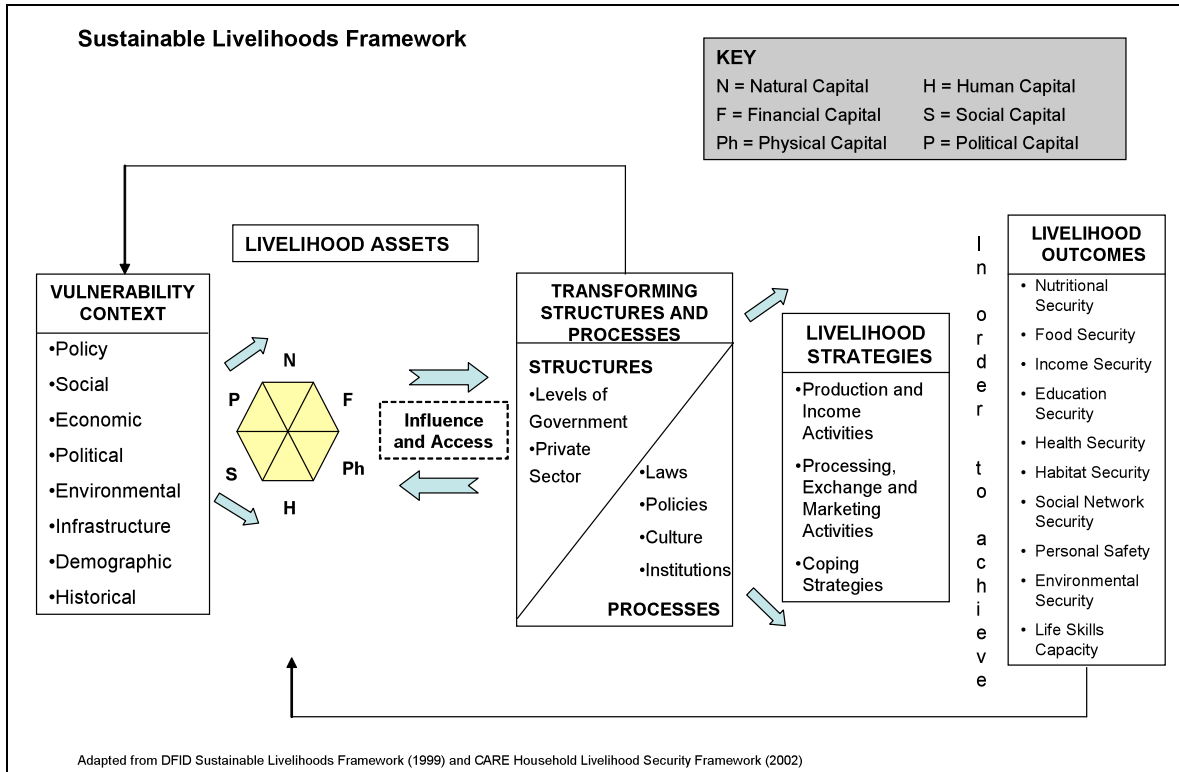 Sustainable Livelihoods Framework
KEY
N = Natural Capital H = Human Capital
F = Financial Capital S = Social Capital
Ph = Physical Capital P = Political Capital
LIVELIHOOD ASSETS
VULNERABILITY
CONTEXT
•Policy
•Social
•Economic
•Political
•Environmental
•Infrastructure
•Demographic
•Historical
N
P
F
S
Ph
H
Influence
and Access
TRANSFORMING
STRUCTURES AND
PROCESSES
STRUCTURES
•Levels of
Government
•Private
Sector
•Laws
•Policies
•Culture
•Institutions
PROCESSES
LIVELIHOOD
STRATEGIES
•Production and
Income
Activities
•Processing,
Exchange and
Marketing
Activities
•Coping
Strategies
In order to achieve
LIVELIHOOD
OUTCOMES
• Nutritional
Security
• Food Security
• Income Security
• Education
Security
• Health Security
• Habitat Security
• Social Network
Security
• Personal Safety
• Environmental
Security
• Life Skills
Capacity
Adapted from DFID Sustainable Livelihoods Framework (1999) and CARE Household Livelihood Security Framework (2002)